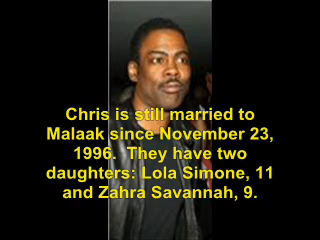 Chris is still married to
Malaak since November 23,
1996.  They have two
daughters: Lola Simone, 11
and Zahra Savannah, 9.